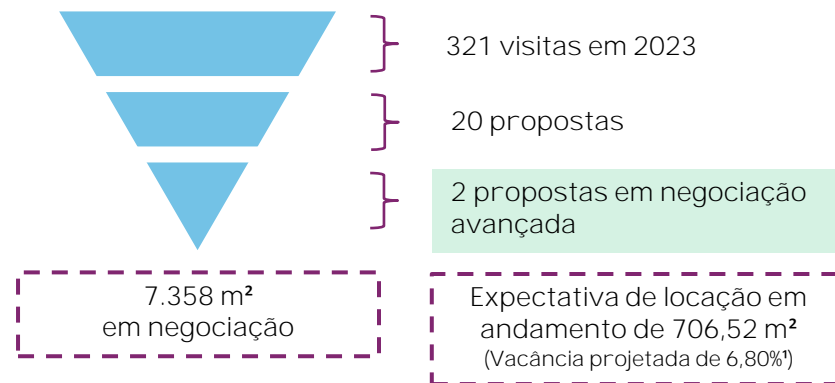 321 visitas em 2023
20 propostas
2 propostas em negociação
avançada
7.358 m²
em negociação
Expectativa de locação em
andamento de 706,52 m²
(Vacância projetada de 6,80%¹)